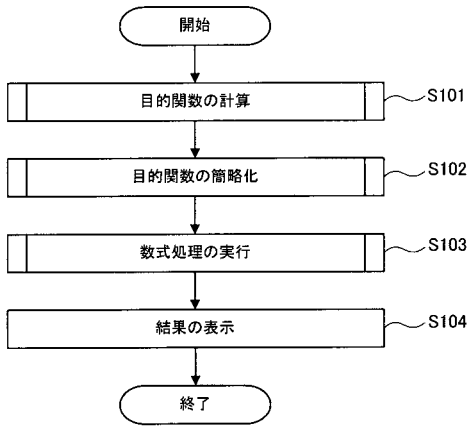 開始
目的関数の計算
S101
目的関数の簡略化
S102
数式処理の実行
S103
結果の表示
S104
終了